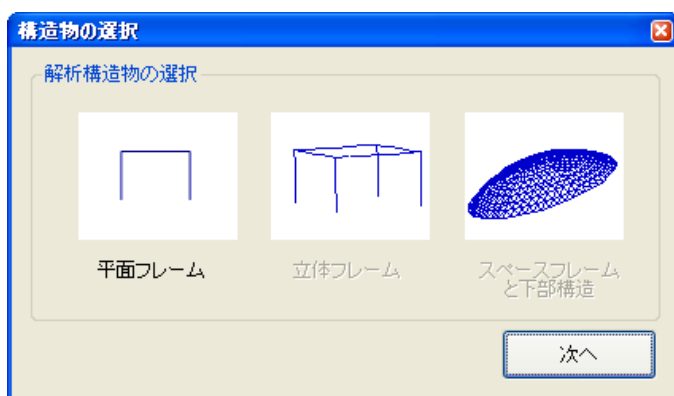 構造物の選択
解析構造物の選択
平面フレーム
立体フレーム
スペースフレーム
と下部構造
次へ